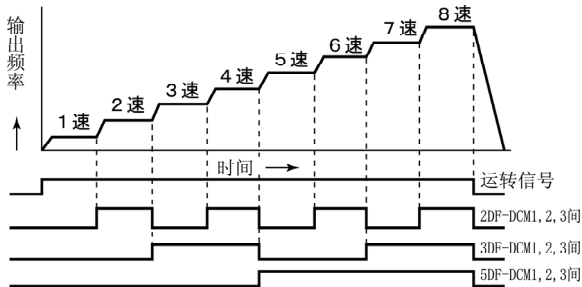 输出频率
1速
2速
3速
4速
5速
6速
7速
8速
时间
运转信号
2DF-DCM1,2,3间
3DF-DCM1,2,3间
5DF-DCM1,2,3间